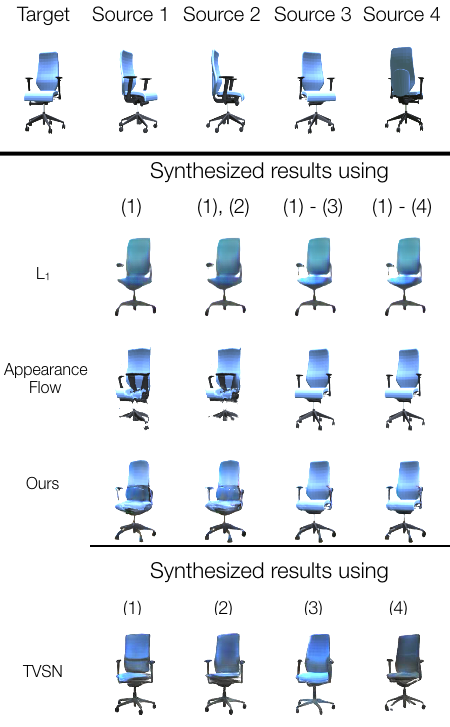 Target Source 1 Source 2 Source 3 Source 4
Synthesized results using
(1) (1), (2) (1) - (3) (1) - (4)
L₁
Appearance
Flow
Ours
Synthesized results using
(1) (2) (3) (4)
TVSN